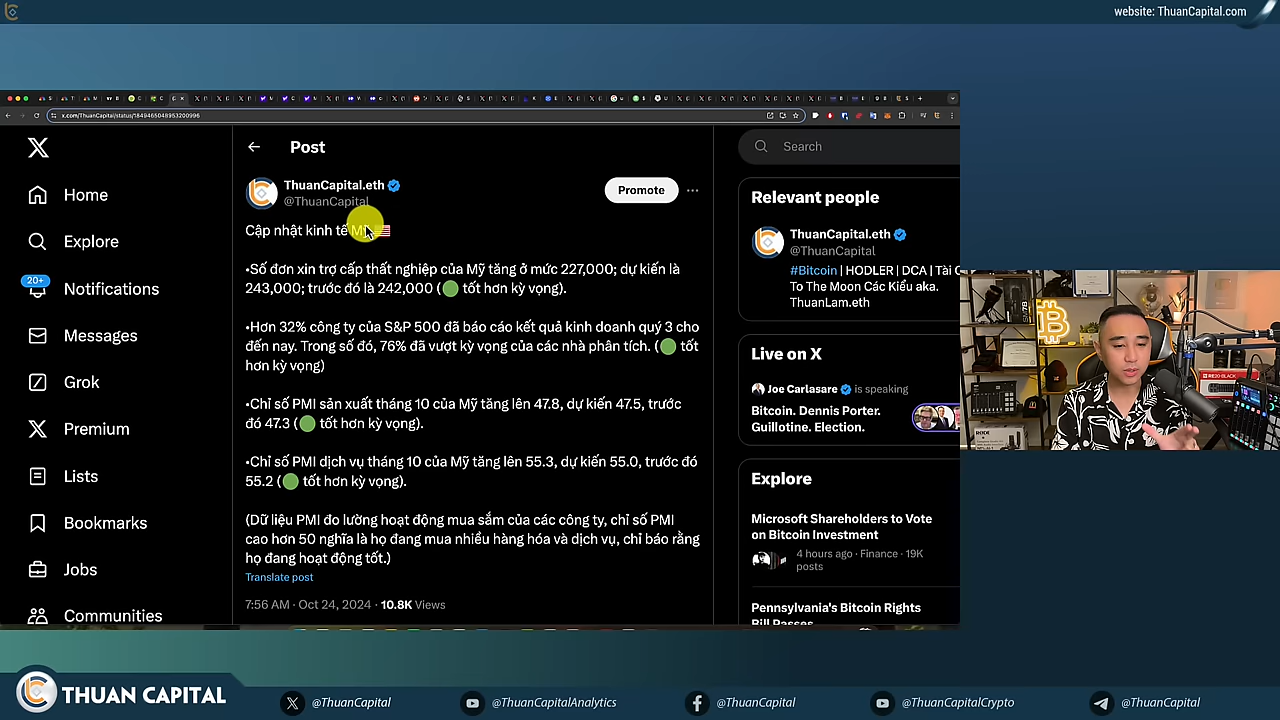 website: ThuanCapital.com
x.com/ThuanCapital/status/1849465048953200996
Post
ThuanCapital.eth
@ThuanCapital
Promote
Cập nhật kinh tế Mỹ
•Số đơn xin trợ cấp thất nghiệp của Mỹ tăng ở mức 227,000; dự kiến là
243,000; trước đó là 242,000 (🟢 tốt hơn kỳ vọng).
•Hơn 32% công ty của S&P 500 đã báo cáo kết quả kinh doanh quý 3 cho
đến nay. Trong số đó, 76% đã vượt kỳ vọng của các nhà phân tích. (🟢 tốt
hơn kỳ vọng)
•Chỉ số PMI sản xuất tháng 10 của Mỹ tăng lên 47.8, dự kiến 47.5, trước
đó 47.3 (🟢 tốt hơn kỳ vọng).
•Chỉ số PMI dịch vụ tháng 10 của Mỹ tăng lên 55.3, dự kiến 55.0, trước đó
55.2 (🟢 tốt hơn kỳ vọng).
(Dữ liệu PMI đo lường hoạt động mua sắm của các công ty, chỉ số PMI
cao hơn 50 nghĩa là họ đang mua nhiều hàng hóa và dịch vụ, chỉ báo rằng
họ đang hoạt động tốt.)
Translate post
7:56 AM · Oct 24, 2024 · 10.8K Views
Home
Explore
20+
Notifications
Messages
Grok
Premium
Lists
Bookmarks
Jobs
Communities
Search
Relevant people
ThuanCapital.eth
@ThuanCapital
#Bitcoin | HODLER | DCA | Tài C
To The Moon Các Kiểu aka.
ThuanLam.eth
Live on X
Joe Carlasare is speaking
Bitcoin. Dennis Porter.
Guillotine. Election.
Explore
Microsoft Shareholders to Vote
on Bitcoin Investment
4 hours ago · Finance · 19K
posts
Pennsylvania's Bitcoin Rights
Bill Passes
RE20 BLACK
RODE
THUAN CAPITAL
@ThuanCapital
@ThuanCapitalAnalytics
@ThuanCapital
@ThuanCapitalCrypto
@ThuanCapital